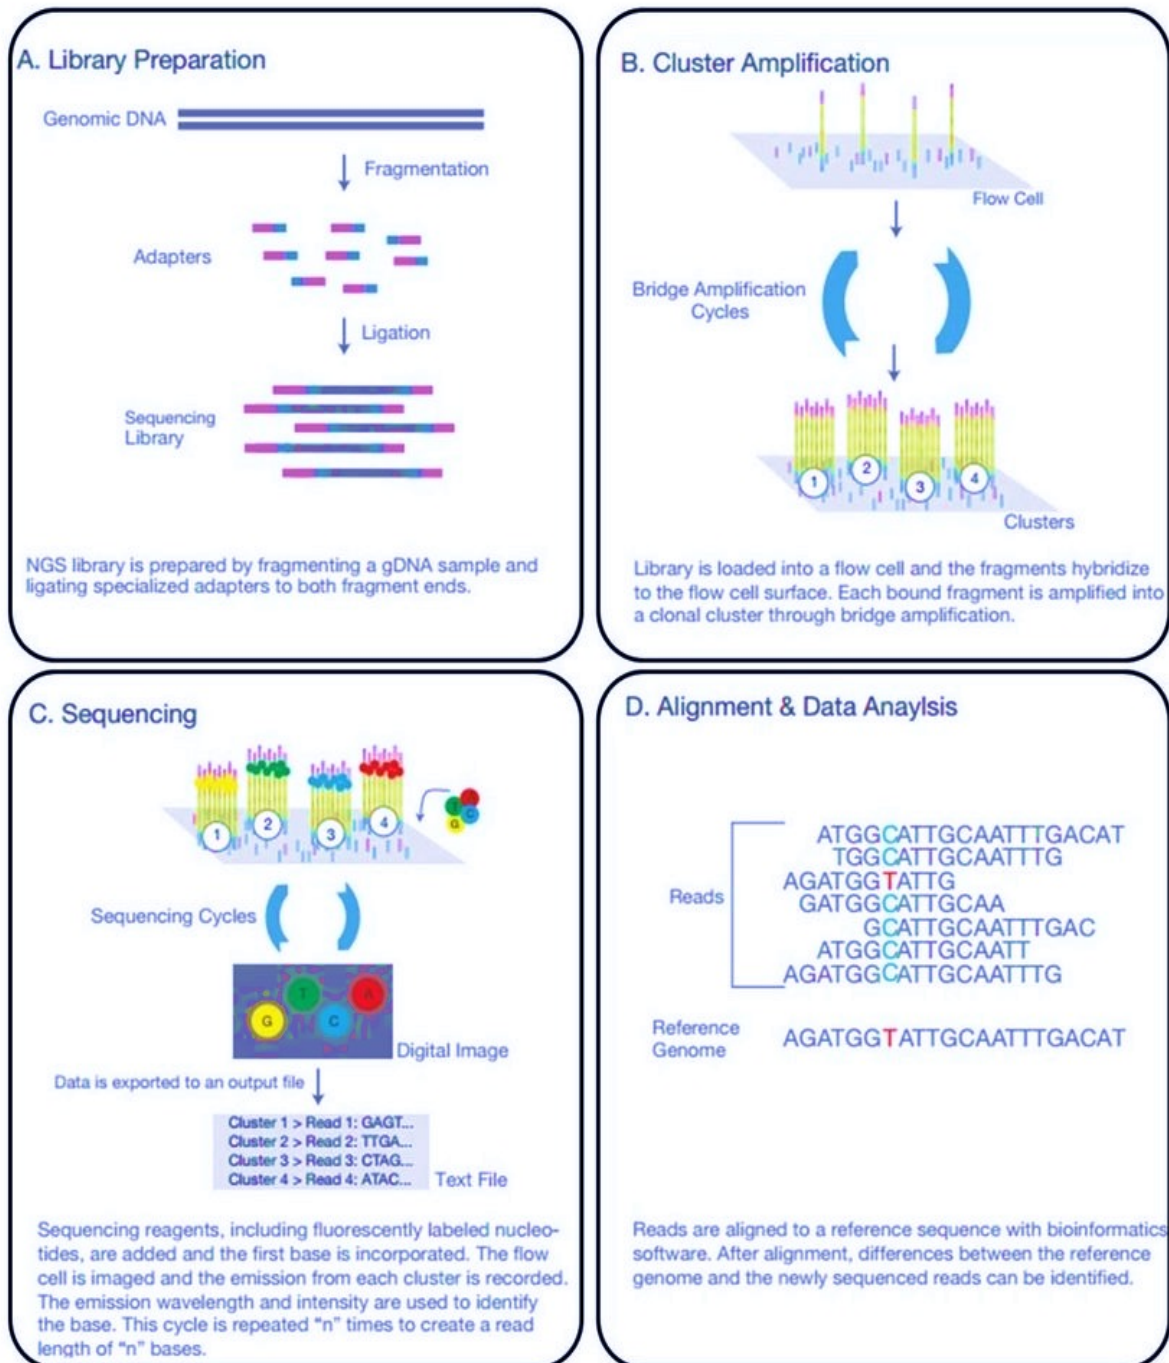 A. Library Preparation
Genomic DNA
Fragmentation
Adapters
Ligation
Sequencing
Library
NGS library is prepared by fragmenting a gDNA sample and
ligating specialized adapters to both fragment ends.
B. Cluster Amplification
Flow Cell
Bridge Amplification
Cycles
1
2
3
4
Clusters
Library is loaded into a flow cell and the fragments hybridize
to the flow cell surface. Each bound fragment is amplified into
a clonal cluster through bridge amplification.
C. Sequencing
1
2
3
4
A
T
C
G
Sequencing Cycles
T
A
G
C
Digital Image
Data is exported to an output file
Cluster 1 > Read 1: GAGT...
Cluster 2 > Read 2: TTGA...
Cluster 3 > Read 3: CTAG...
Cluster 4 > Read 4: ATAC...
Text File
Sequencing reagents, including fluorescently labeled nucleo-
tides, are added and the first base is incorporated. The flow
cell is imaged and the emission from each cluster is recorded.
The emission wavelength and intensity are used to identify
the base. This cycle is repeated “n” times to create a read
length of “n” bases.
D. Alignment & Data Anaylsis
Reads
ATGGCATTGCAATTTGACAT
TGGCATTGCAATTTG
AGATGGTATTG
GATGGCATTGCAA
GCATTGCAATTTGAC
ATGGCATTGCAATT
AGATGGCATTGCAATTTG
Reference
Genome
AGATGGTATTGCAATTTGACAT
Reads are aligned to a reference sequence with bioinformatics
software. After alignment, differences between the reference
genome and the newly sequenced reads can be identified.